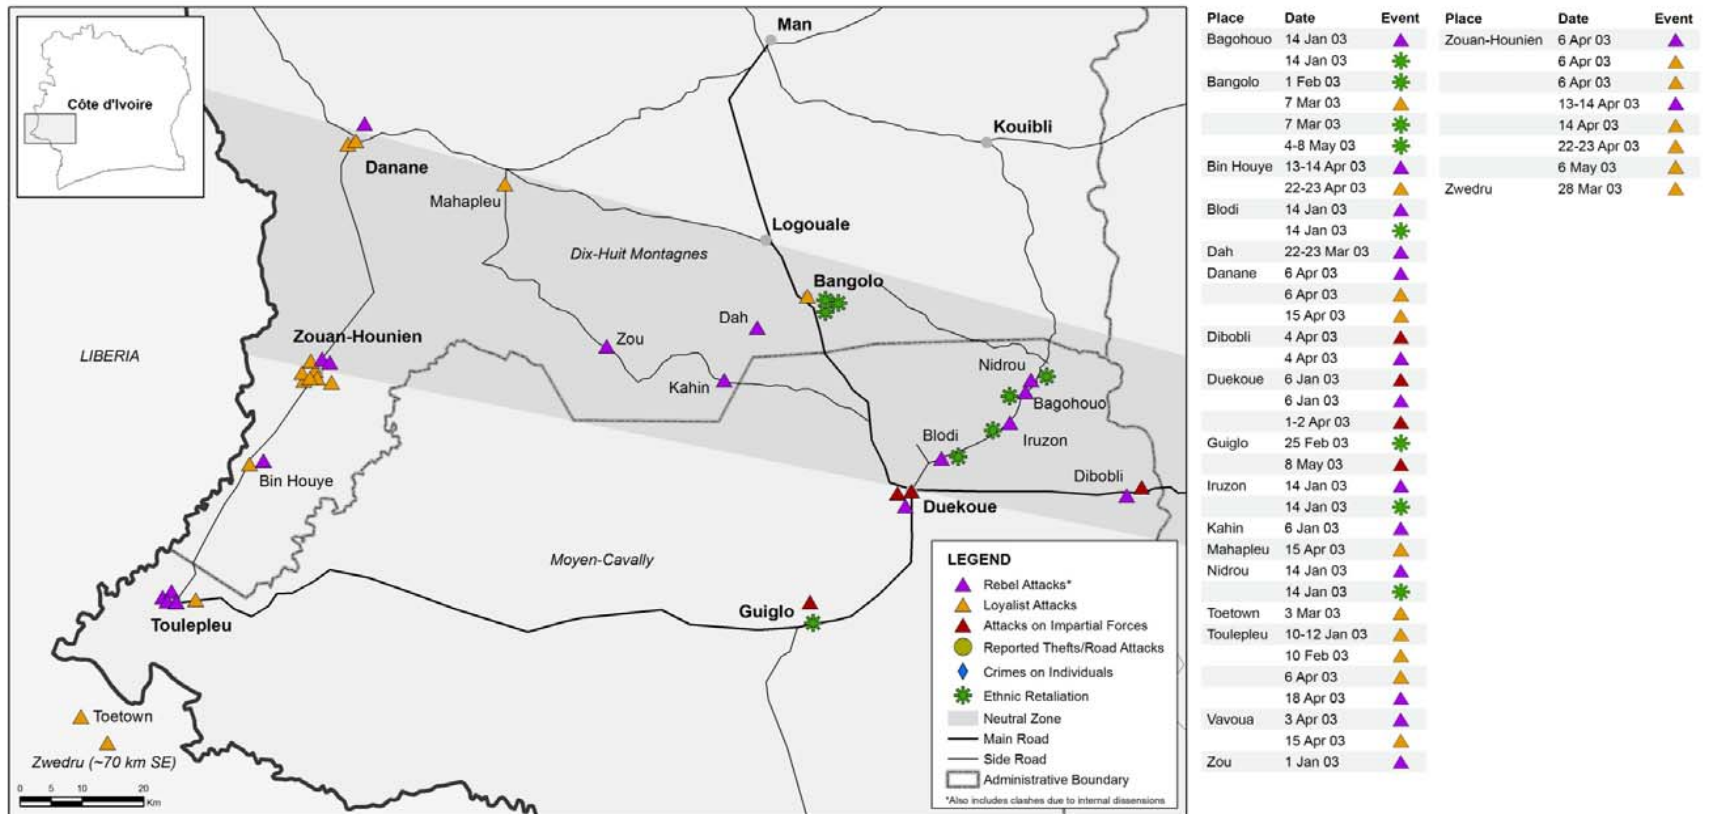 Man
Côte d'Ivoire
Kouibli
Danane
Mahapleu
Logouale
Dix-Huit Montagnes
Bangolo
Dah
Zouan-Hounien
Zou
LIBERIA
Nidrou
Kahin
Bagohouo
Iruzon
Blodi
Bin Houye
Dibobli
Duekoue
Moyen-Cavally
Guiglo
Toulepleu
Toetown
Zwedru (~70 km SE)
0 5 10 20
Km
LEGEND
Rebel Attacks*
Loyalist Attacks
Attacks on Impartial Forces
Reported Thefts/Road Attacks
Crimes on Individuals
Ethnic Retaliation
Neutral Zone
Main Road
Side Road
Administrative Boundary
*Also includes clashes due to internal dissensions
Place Date Event
Bagohouo 14 Jan 03
14 Jan 03
Bangolo 1 Feb 03
7 Mar 03
7 Mar 03
4-8 May 03
Bin Houye 13-14 Apr 03
22-23 Apr 03
Blodi 14 Jan 03
14 Jan 03
Dah 22-23 Mar 03
Danane 6 Apr 03
6 Apr 03
15 Apr 03
Dibobli 4 Apr 03
4 Apr 03
Duekoue 6 Jan 03
6 Jan 03
1-2 Apr 03
Guiglo 25 Feb 03
8 May 03
Iruzon 14 Jan 03
14 Jan 03
Kahin 6 Jan 03
Mahapleu 15 Apr 03
Nidrou 14 Jan 03
14 Jan 03
Toetown 3 Mar 03
Toulepleu 10-12 Jan 03
10 Feb 03
6 Apr 03
18 Apr 03
Vavoua 3 Apr 03
15 Apr 03
Zou 1 Jan 03
Place Date Event
Zouan-Hounien 6 Apr 03
6 Apr 03
6 Apr 03
13-14 Apr 03
14 Apr 03
22-23 Apr 03
6 May 03
Zwedru 28 Mar 03